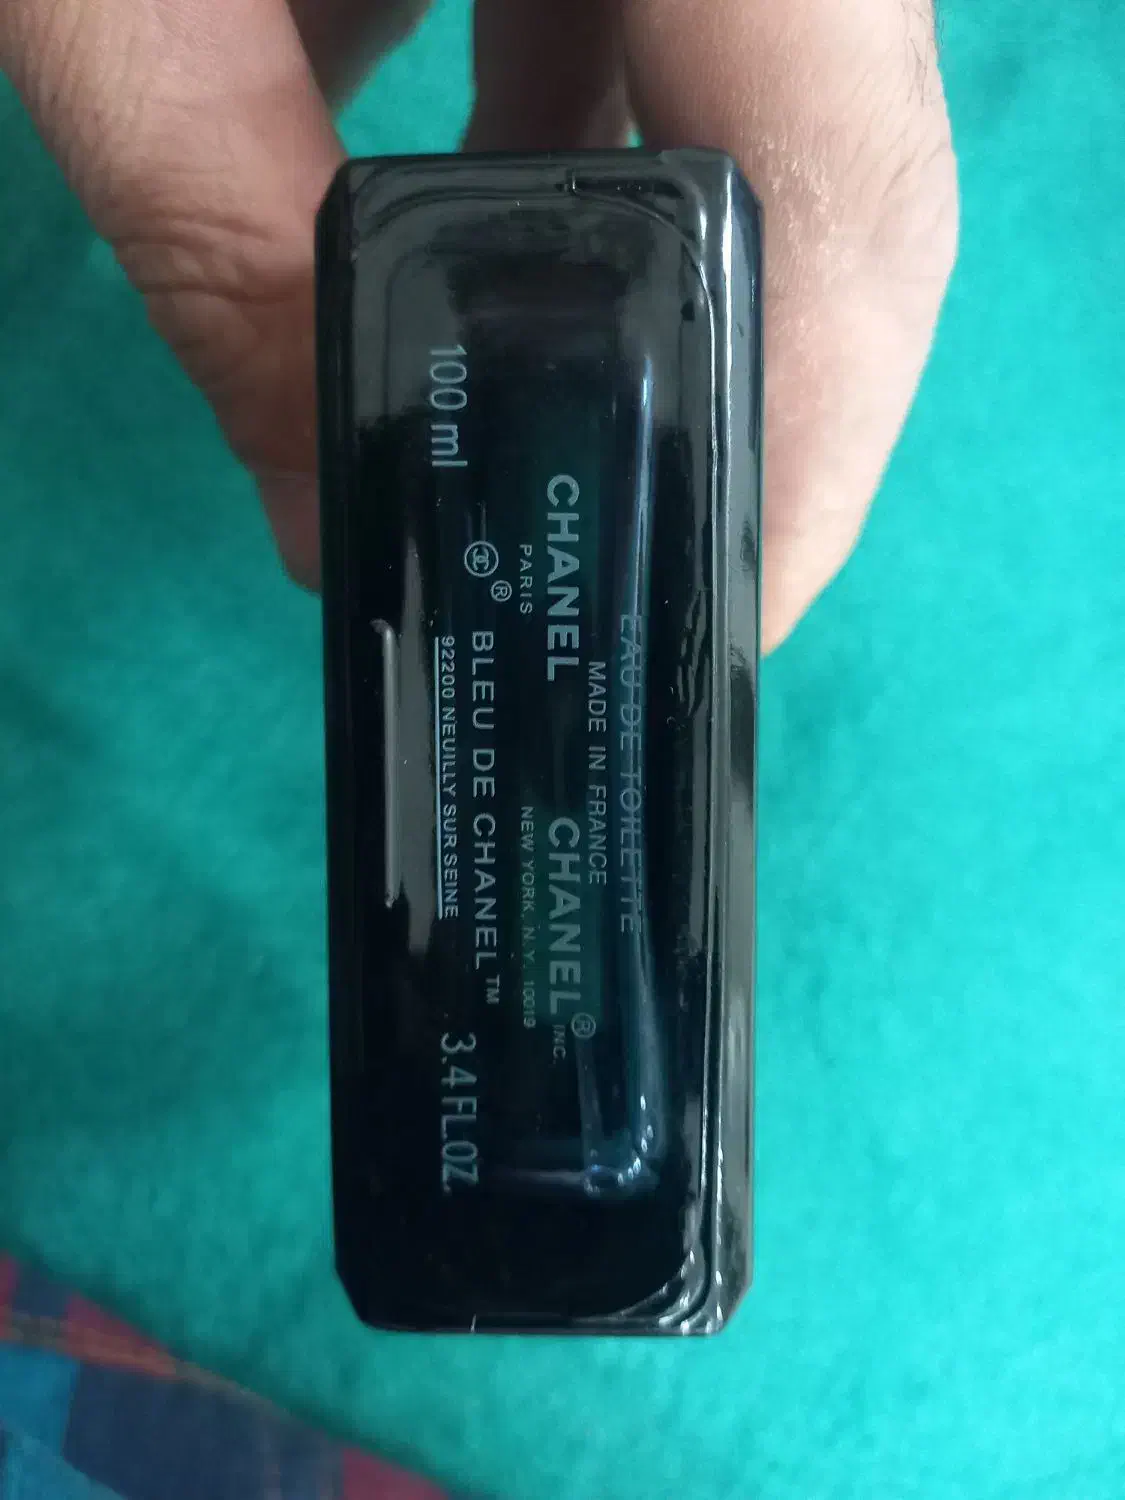 EAU DE TOILETTE
MADE IN FRANCE
CHANEL CHANEL® INC.
PARIS NEW YORK, N.Y. 10019
® BLEU DE CHANEL™
100 ml 92200 NEUILLY SUR SEINE 3.4 FL.OZ.